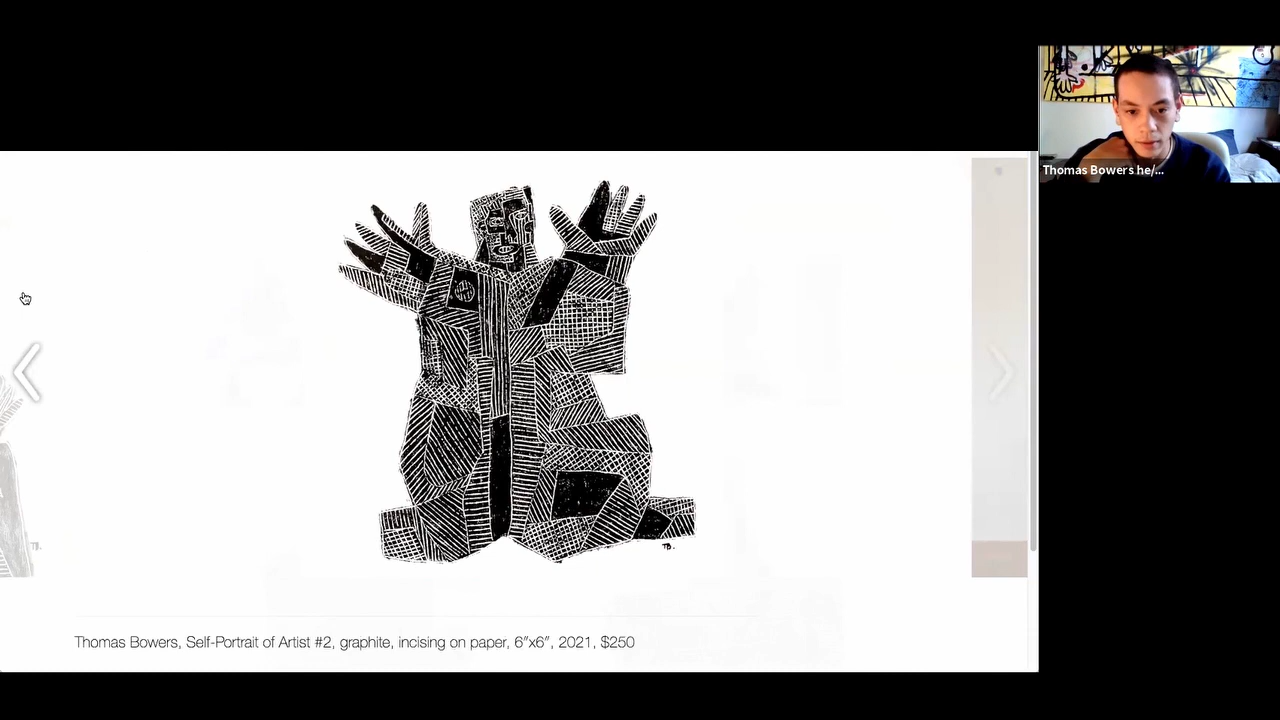 Thomas Bowers he/...
TB.
TB.
Thomas Bowers, Self-Portrait of Artist #2, graphite, incising on paper, 6″x6″, 2021, $250